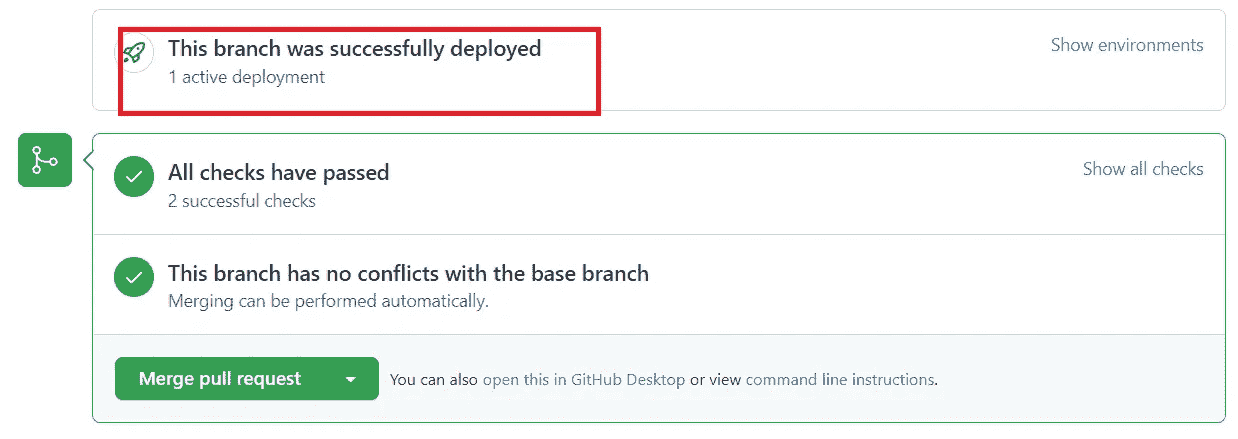 This branch was successfully deployed
Show environments
1 active deployment
All checks have passed
Show all checks
2 successful checks
This branch has no conflicts with the base branch
Merging can be performed automatically.
Merge pull request
You can also open this in GitHub Desktop or view command line instructions.